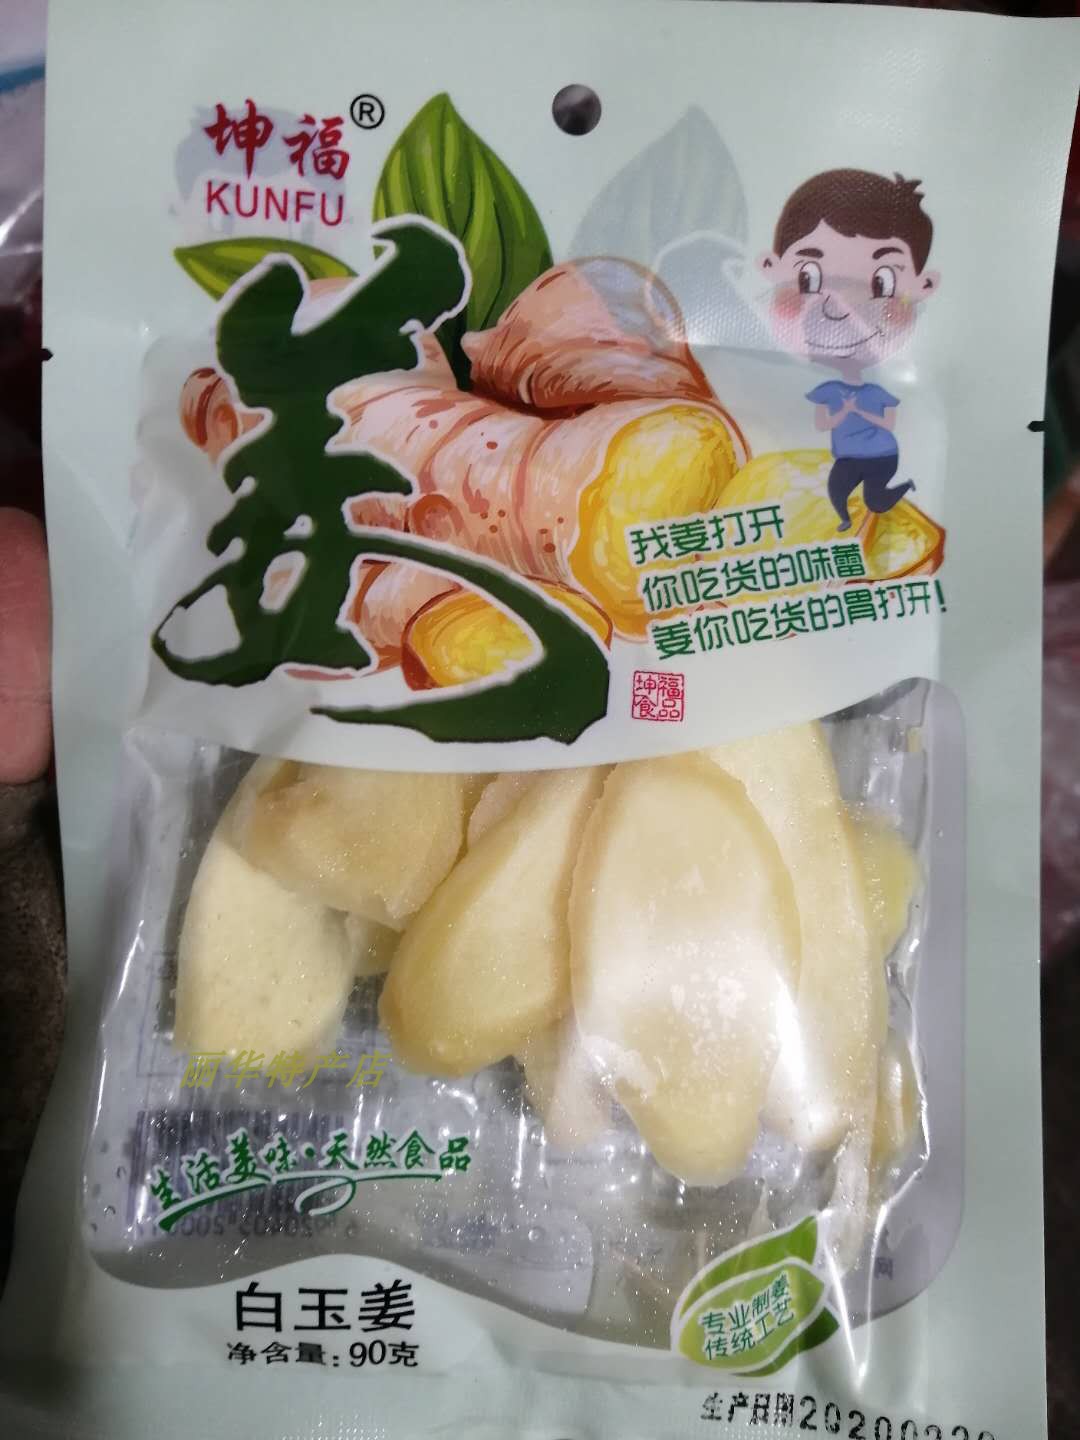 坤福®
KUNFU
姜
我姜打开
你吃货的味蕾
姜你吃货的胃打开!
坤福
食品
丽华特产店
生活美味·天然食品
白玉姜
净含量:90克
专业制姜
传统工艺
生产日期